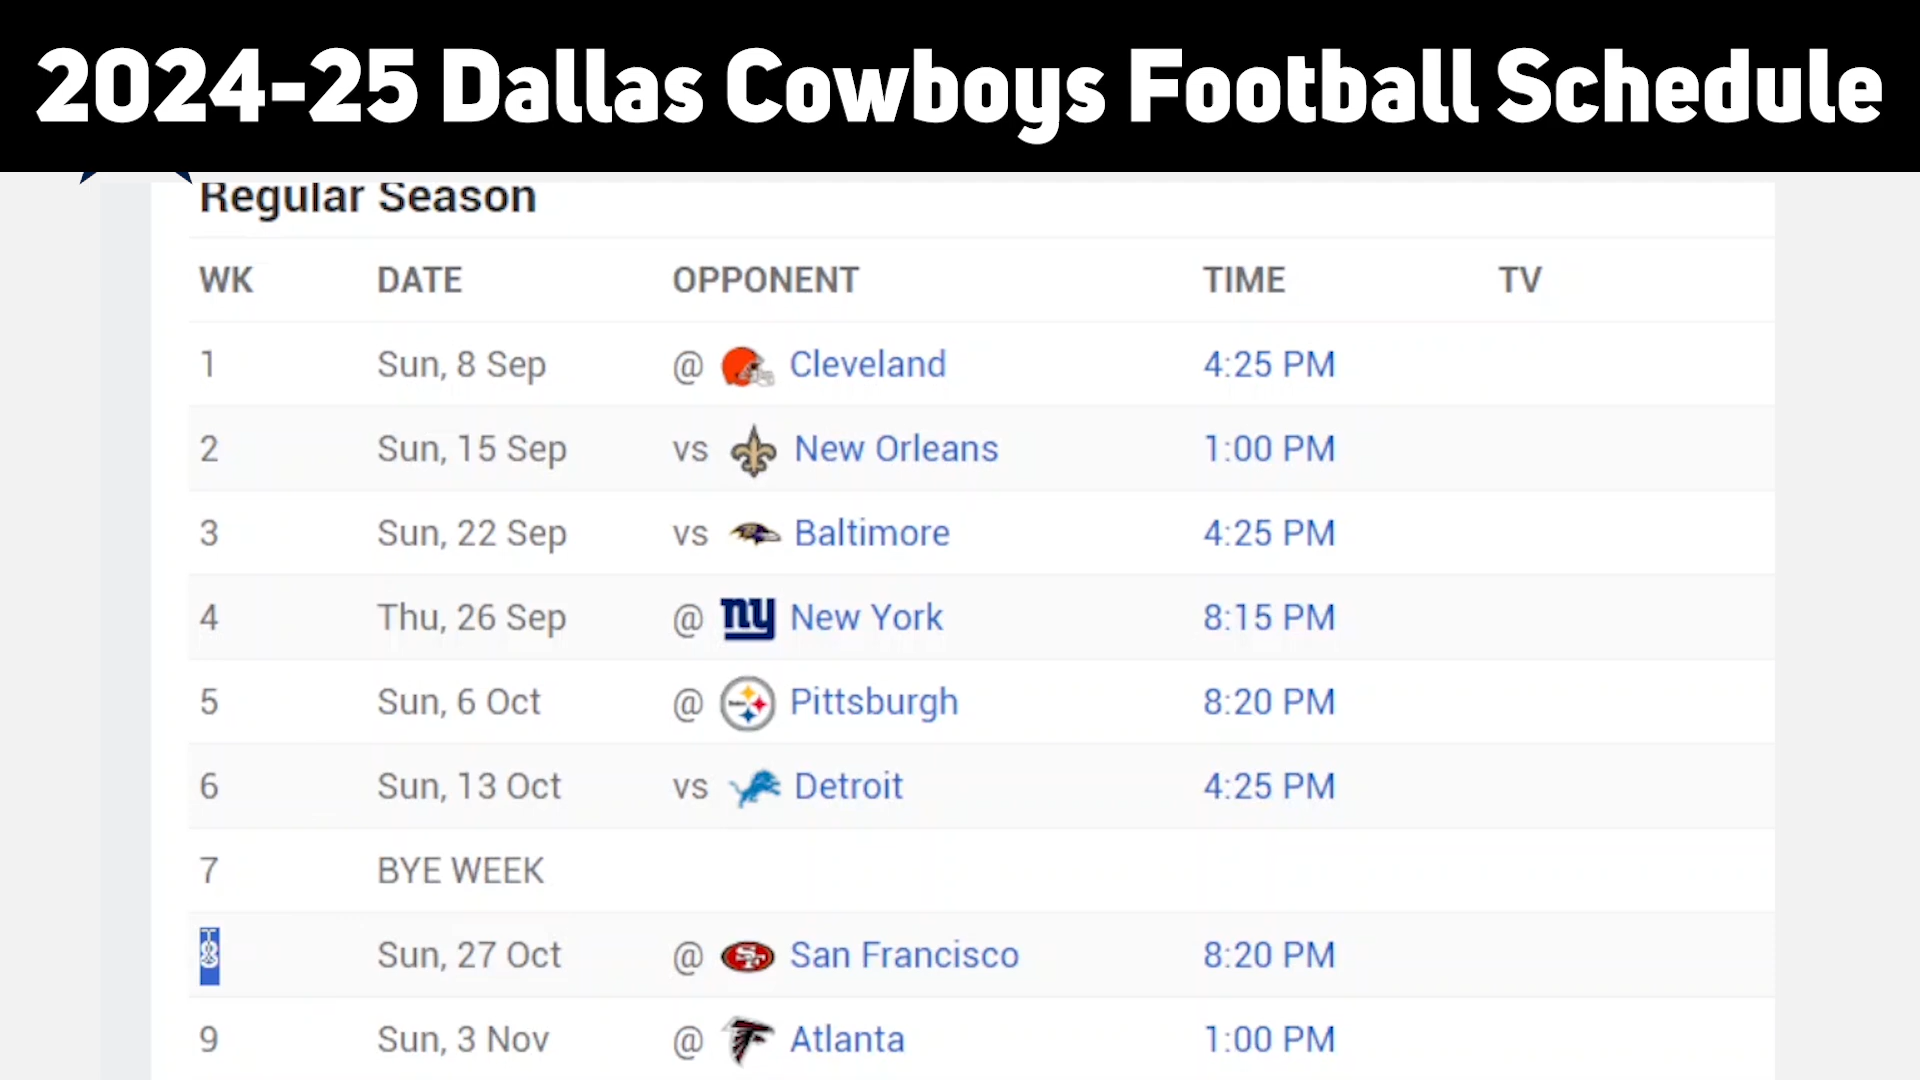 2024-25 Dallas Cowboys Football Schedule
Regular Season
WK DATE OPPONENT TIME TV
1 Sun, 8 Sep @ Cleveland 4:25 PM
2 Sun, 15 Sep vs New Orleans 1:00 PM
3 Sun, 22 Sep vs Baltimore 4:25 PM
4 Thu, 26 Sep @ ny New York 8:15 PM
5 Sun, 6 Oct @ Pittsburgh 8:20 PM
6 Sun, 13 Oct vs Detroit 4:25 PM
7 BYE WEEK
8 Sun, 27 Oct @ SF San Francisco 8:20 PM
9 Sun, 3 Nov @ Atlanta 1:00 PM